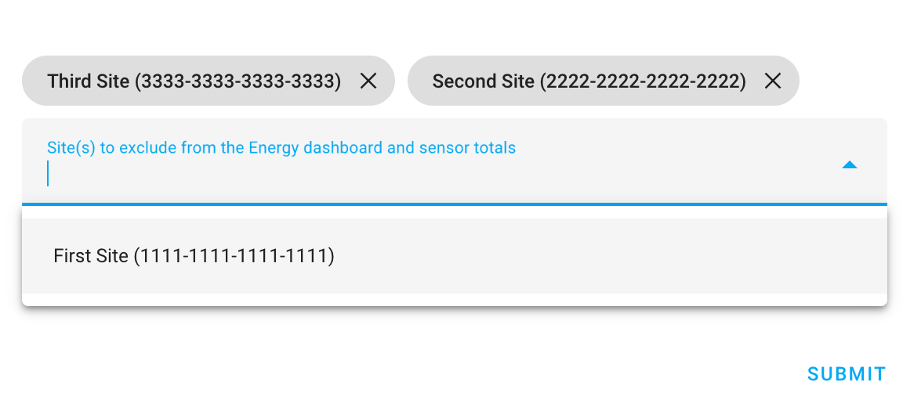 Third Site (3333-3333-3333-3333)
Second Site (2222-2222-2222-2222)
Site(s) to exclude from the Energy dashboard and sensor totals
First Site (1111-1111-1111-1111)
SUBMIT